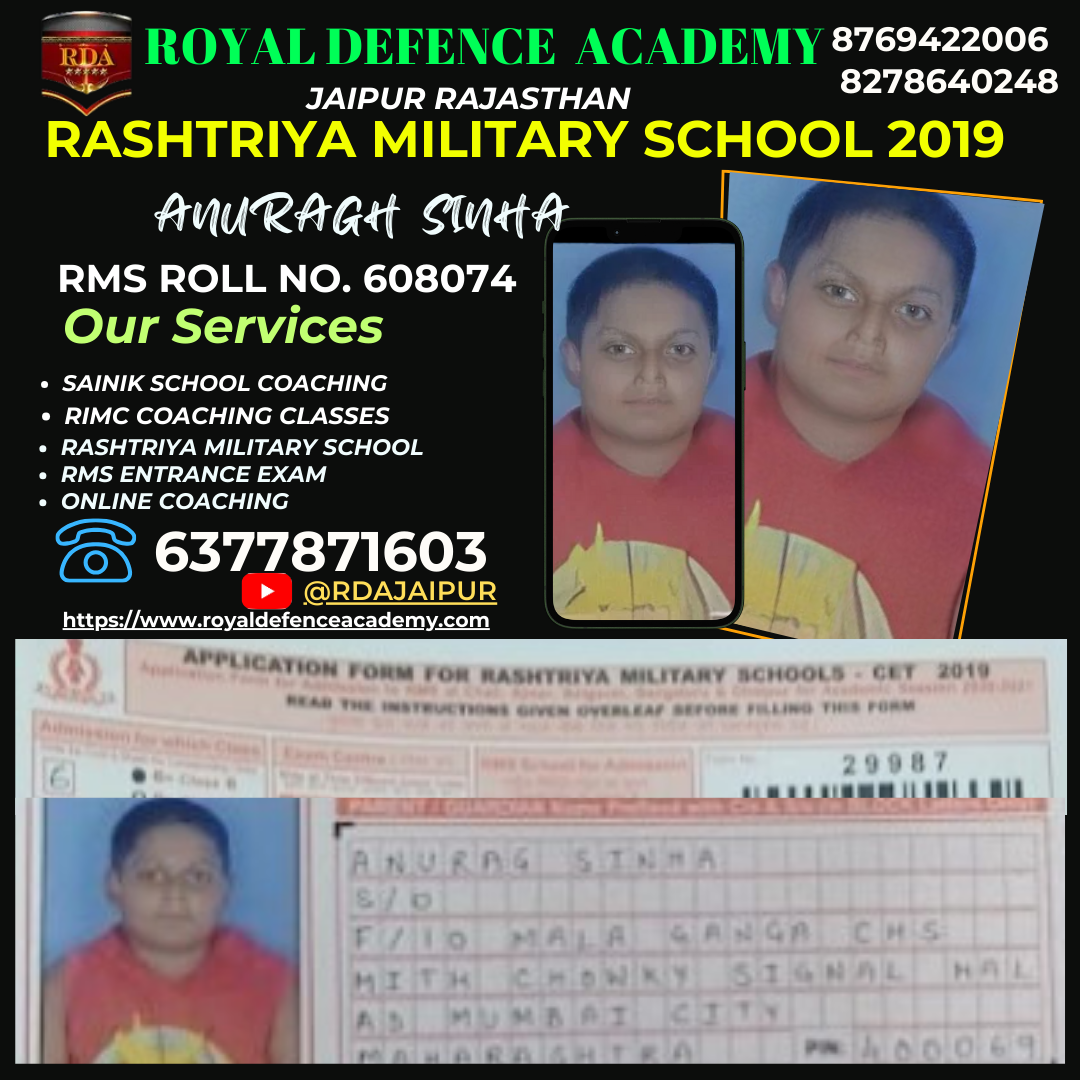 RDA
ROYAL DEFENCE ACADEMY
8769422006
8278640248
JAIPUR RAJASTHAN
RASHTRIYA MILITARY SCHOOL 2019
ANURAGH SINHA
RMS ROLL NO. 608074
Our Services
• SAINIK SCHOOL COACHING
• RIMC COACHING CLASSES
• RASHTRIYA MILITARY SCHOOL
• RMS ENTRANCE EXAM
• ONLINE COACHING
6377871603
@RDAJAIPUR
https://www.royaldefenceacademy.com
APPLICATION FORM FOR RASHTRIYA MILITARY SCHOOLS - CET 2019
READ THE INSTRUCTIONS GIVEN OVERLEAF BEFORE FILLING THIS FORM
Admission for which Class
Exam Centre
RMS School for Admission
29987
6
ANURAG SINHA
S/O
F/10 MALA GANGA CHS
MITH CHOWKY SIGNAL MAL
AD MUMBAI CITY
MAHARAGHTRA PIN: 400069